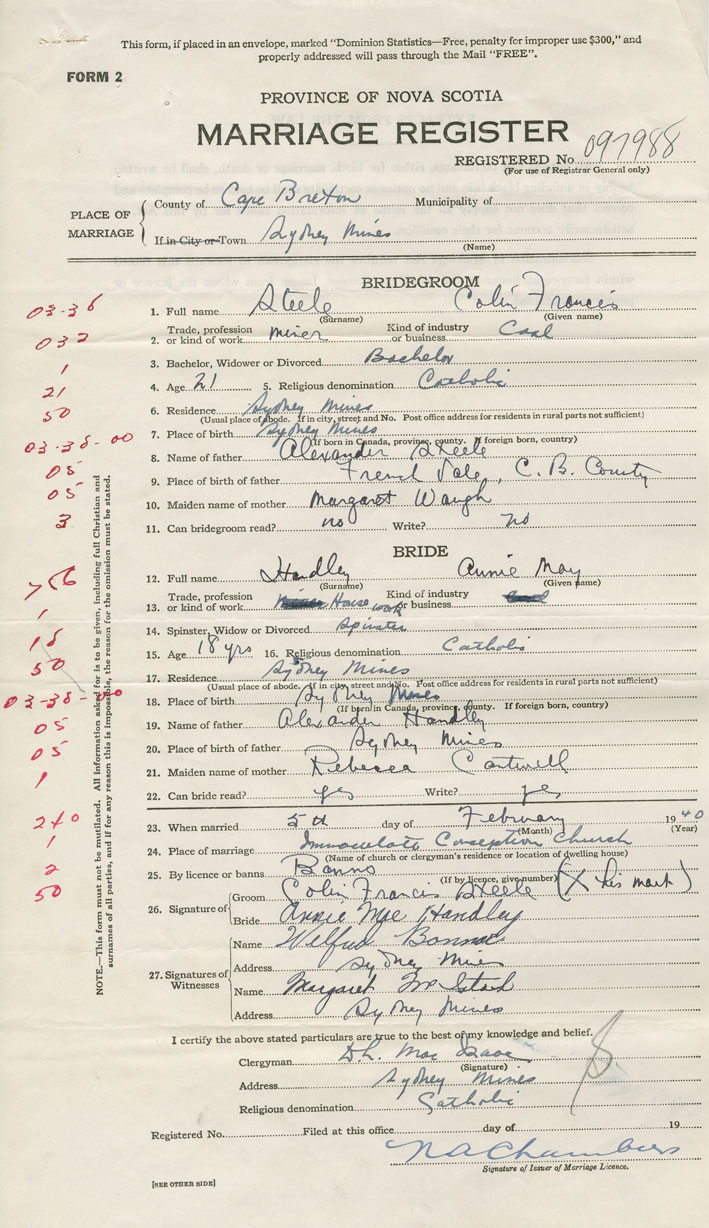 This form, if placed in an envelope, marked "Dominion Statistics—Free, penalty for improper use $300," and
properly addressed will pass through the Mail "FREE".
FORM 2
PROVINCE OF NOVA SCOTIA
MARRIAGE REGISTER
REGISTERED No. 097988
(For use of Registrar General only)
PLACE OF MARRIAGE
County of Cape Breton Municipality of
If in City or Town Sydney Mines
(Name)
BRIDEGROOM
03-36
1. Full name Steele Colin Frances
(Surname) (Given name)
032
Trade, profession Kind of industry
2. or kind of work miner or business Coal
1
3. Bachelor, Widower or Divorced Bachelor
21
4. Age 21 5. Religious denomination Catholic
50
6. Residence Sydney Mines
(Usual place of abode. If in city, street and No. Post office address for residents in rural parts not sufficient)
03-38-00
7. Place of birth Sydney Mines
(If born in Canada, province, county. If foreign born, country)
05
8. Name of father Alexander Steele
05
9. Place of birth of father French Vale, C. B. County
3
10. Maiden name of mother Margaret Waugh
11. Can bridegroom read? no Write? no
BRIDE
756
12. Full name Handley Annie May
(Surname) (Given name)
1
Trade, profession Kind of industry
13. or kind of work House work or business
18
14. Spinster, Widow or Divorced Spinster
50
15. Age 18 yrs 16. Religious denomination Catholic
17. Residence Sydney Mines
(Usual place of abode. If in city, street and No. Post office address for residents in rural parts not sufficient)
03-38-00
18. Place of birth Sydney Mines
(If born in Canada, province, county. If foreign born, country)
05
19. Name of father Alexander Handley
05
20. Place of birth of father Sydney Mines
1
21. Maiden name of mother Rebecca Cantwell
22. Can bride read? yes Write? yes
240
23. When married 5th day of February 1940
(Month) (Year)
1
24. Place of marriage Immaculate Conception Church
(Name of church or clergyman's residence or location of dwelling house)
2
25. By licence or banns Banns
(If by licence, give number)
50
26. Signature of
Groom Colin Francis Steele (X his mark)
Bride Annie Mae Handley
27. Signatures of Witnesses
Name Wilfred
Address Sydney Mines
Name Margaret
Address Sydney Mines
NOTE.—This form must not be mutilated. All information asked for is to be given, including full Christian and
surnames of all parties, and if for any reason this is impossible, the reason for the omission must be stated.
I certify the above stated particulars are true to the best of my knowledge and belief.
Clergyman D. L. Mac Isaac
(Signature)
Address Sydney Mines
Religious denomination Catholic
Registered No. Filed at this office day of 19
N A Chambers
Signature of Issuer of Marriage Licence.
[SEE OTHER SIDE]